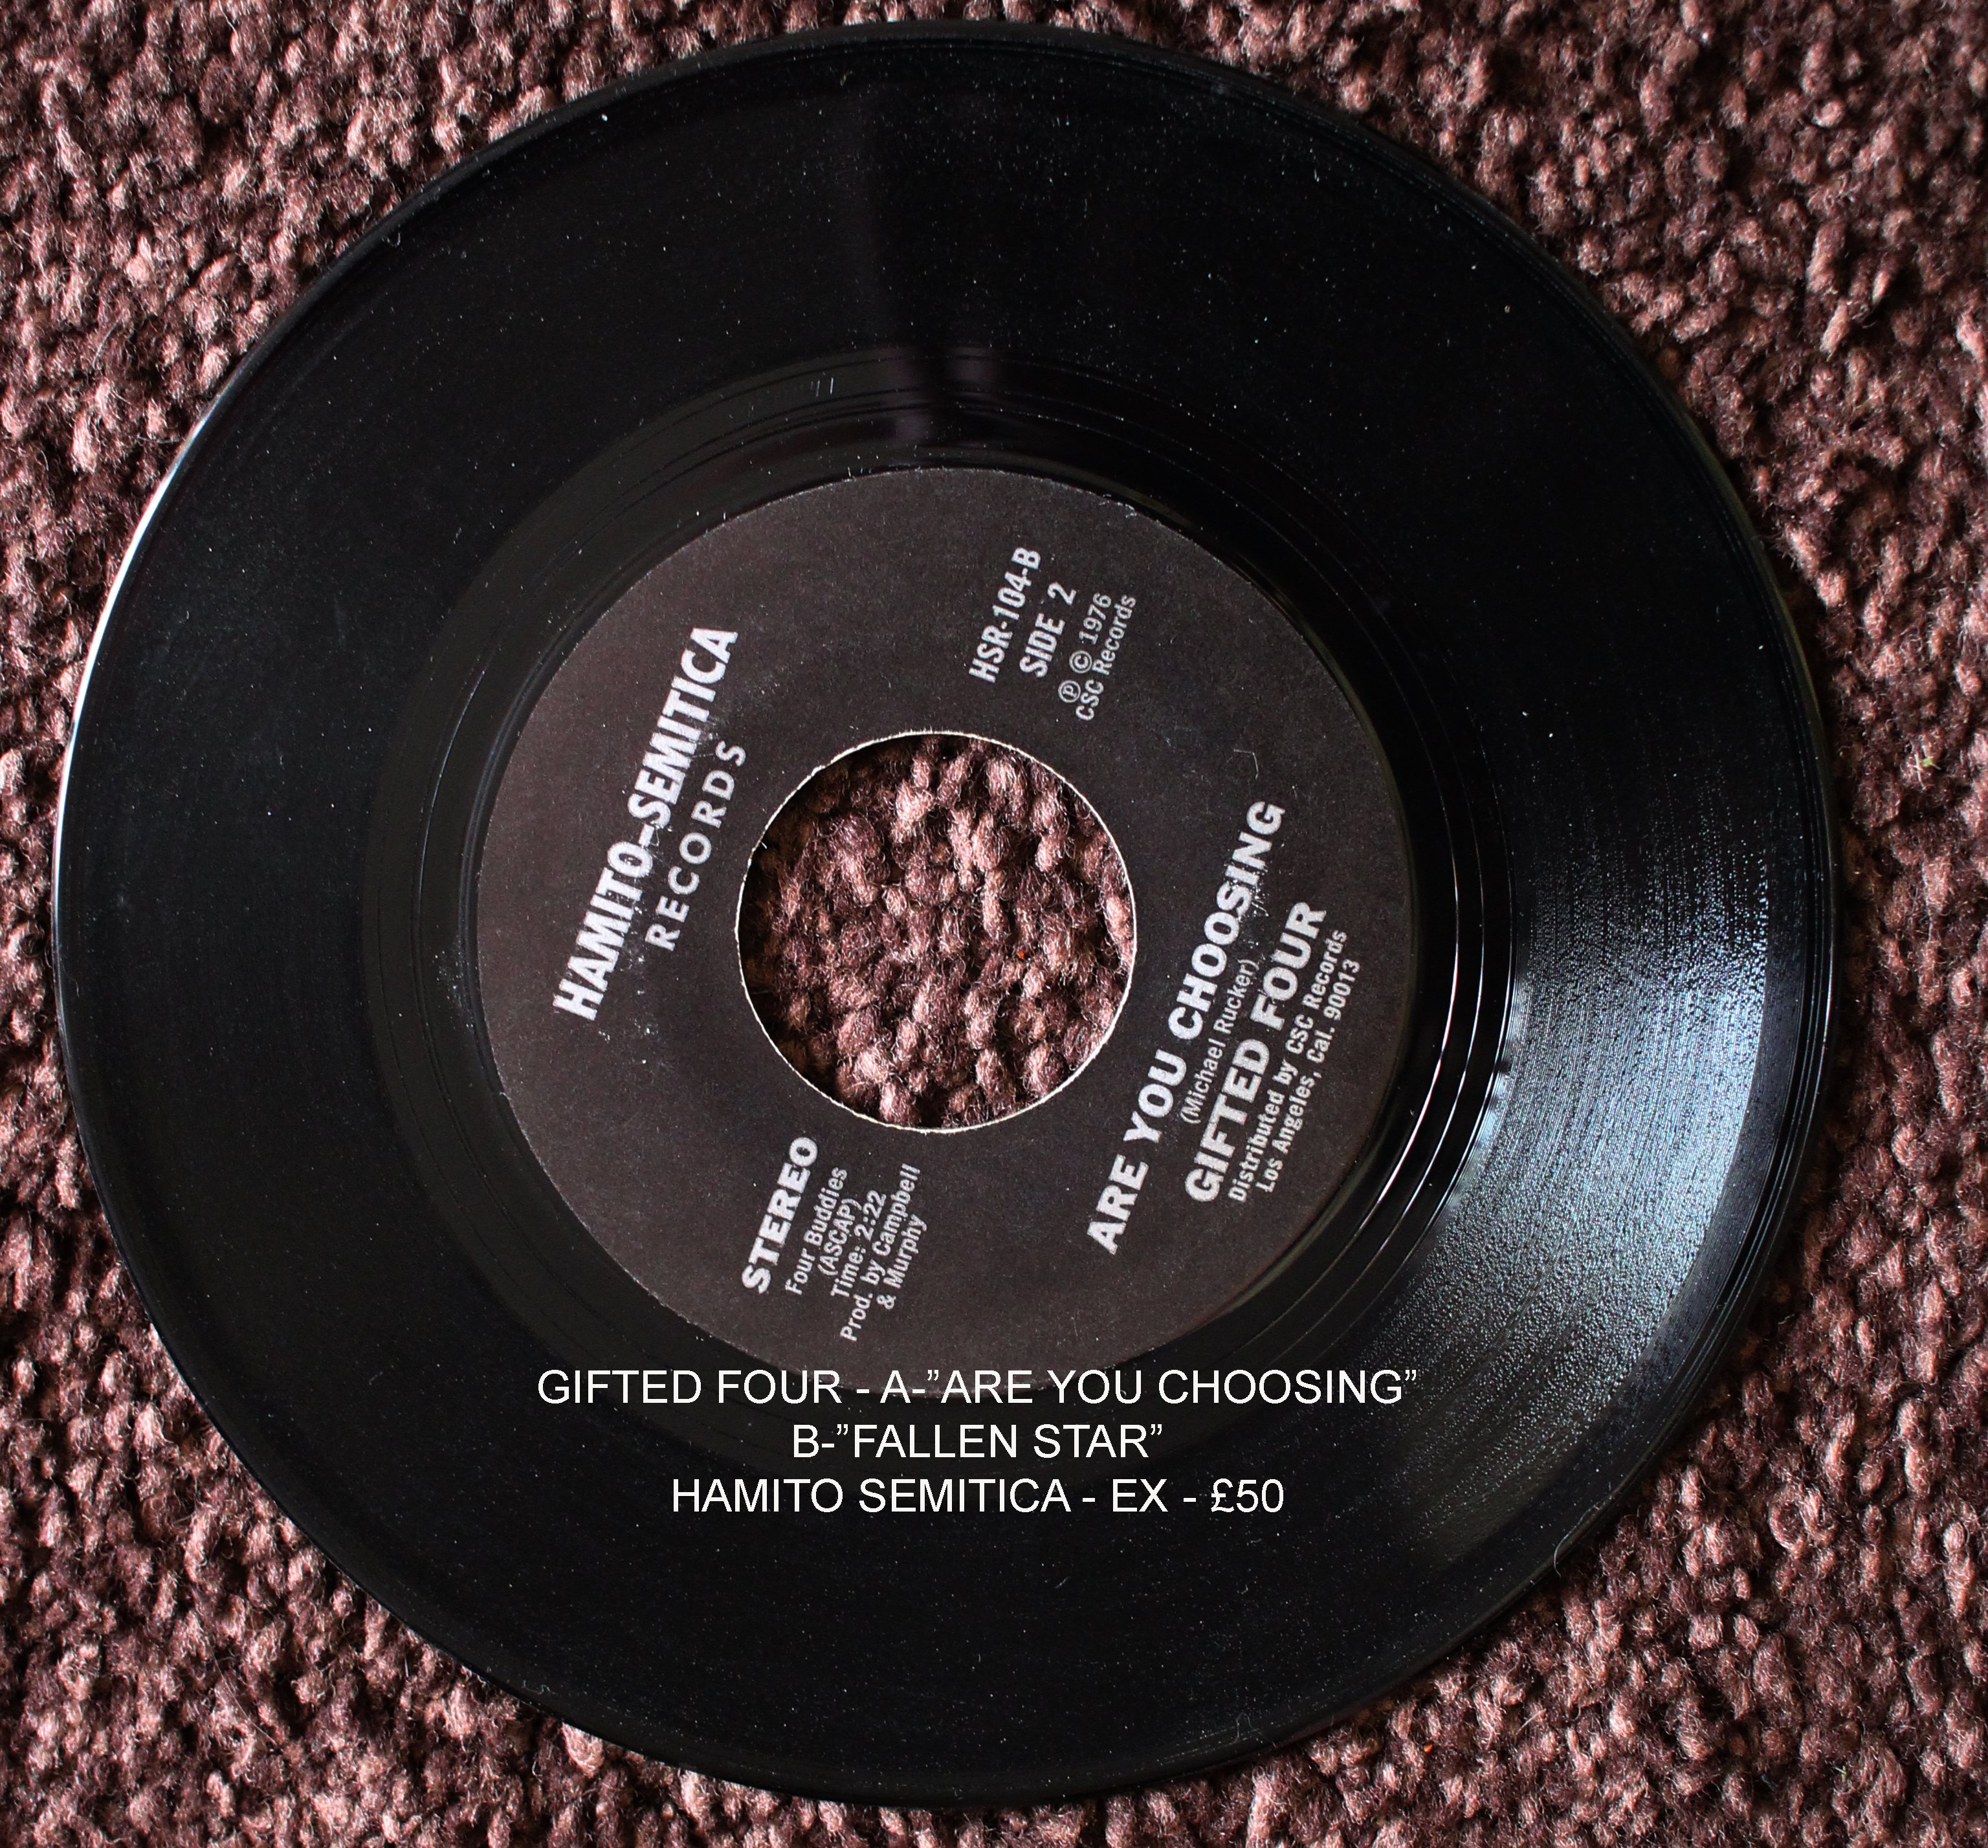 HAMITO-SEMITICA
RECORDS
HSR-104-B
SIDE 2
Ⓟ © 1976
CSC Records
STEREO
Four Buddies
(ASCAP)
Time: 2:22
Prod. by Campbell
& Murphy
ARE YOU CHOOSING
(Michael Rucker)
GIFTED FOUR
Distributed by CSC Records
Los Angeles, Cal. 90013
GIFTED FOUR - A-”ARE YOU CHOOSING”
B-”FALLEN STAR”
HAMITO SEMITICA - EX - £50